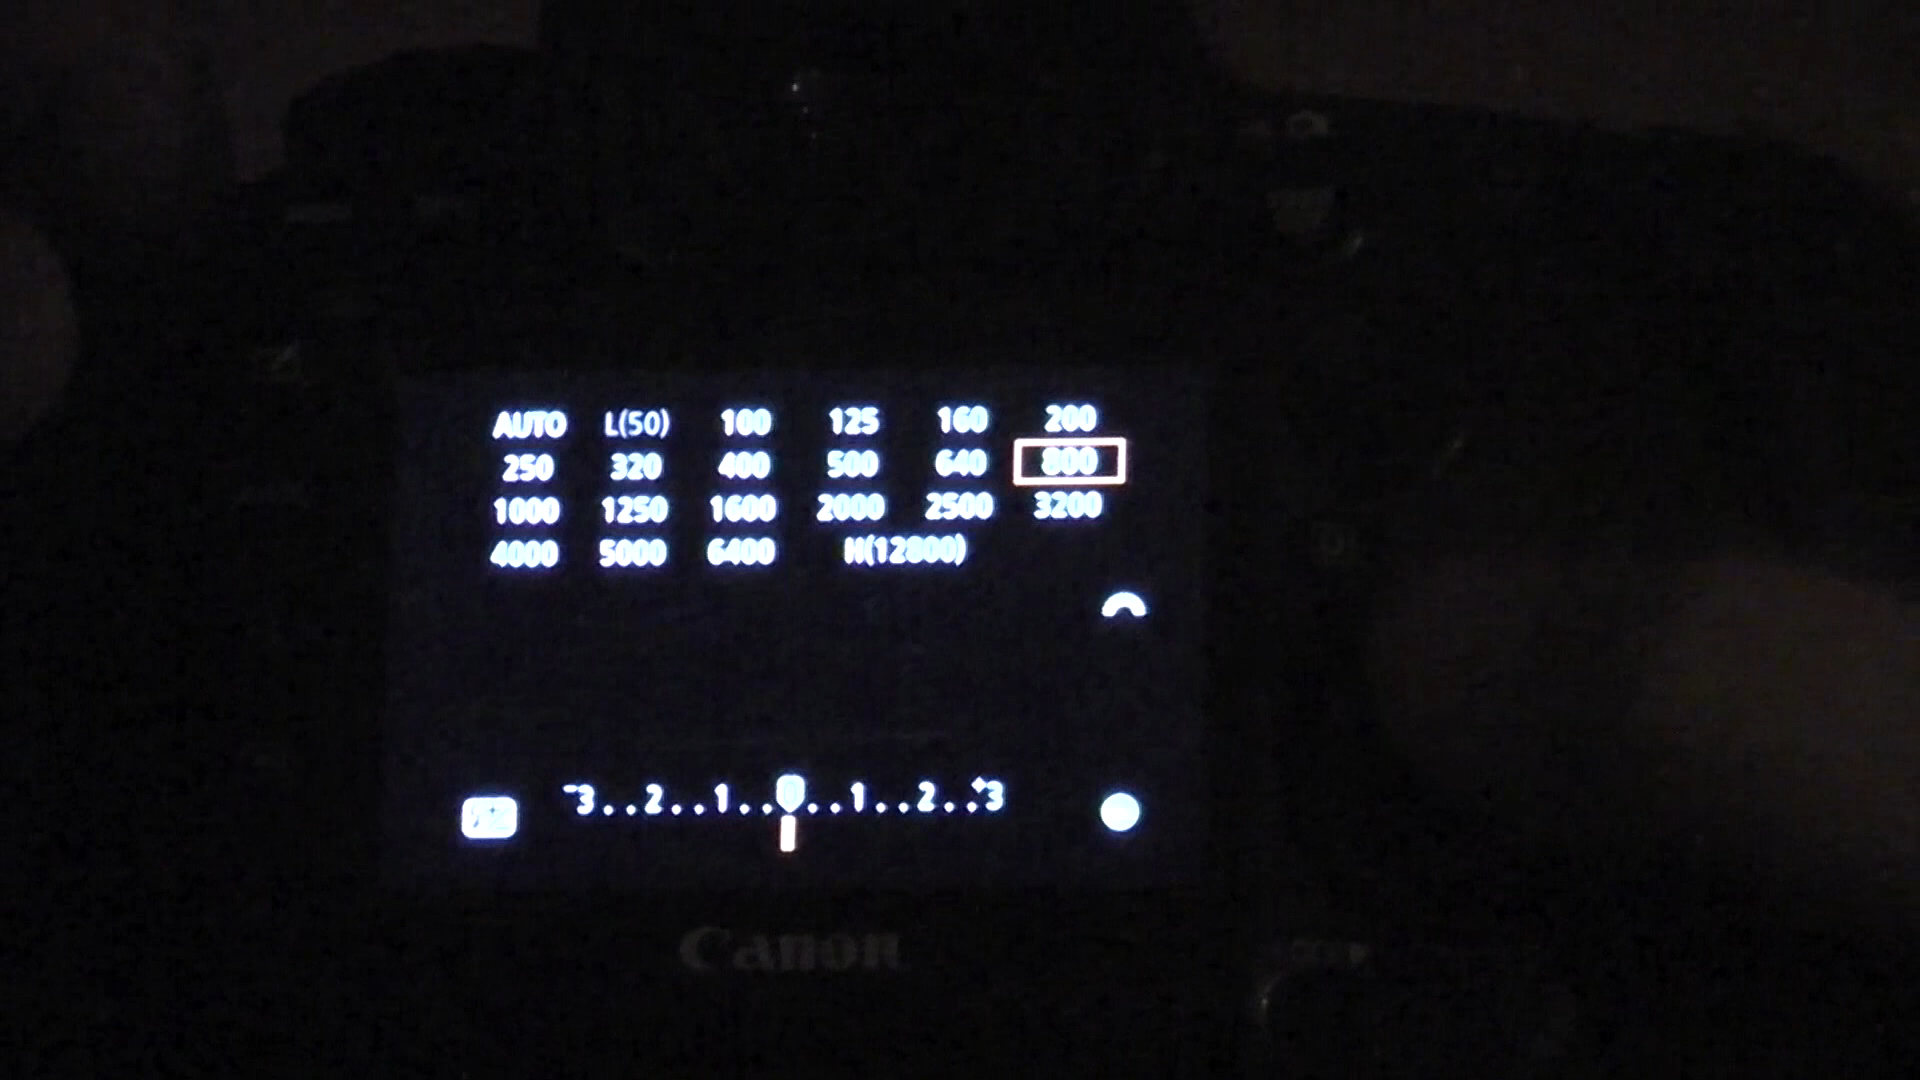 AUTO L(50) 100 125 160 200
250 320 400 500 640 800
1000 1250 1600 2000 2500 3200
4000 5000 6400 H(12800)
-3..2..1..0..1..2..+3
Canon